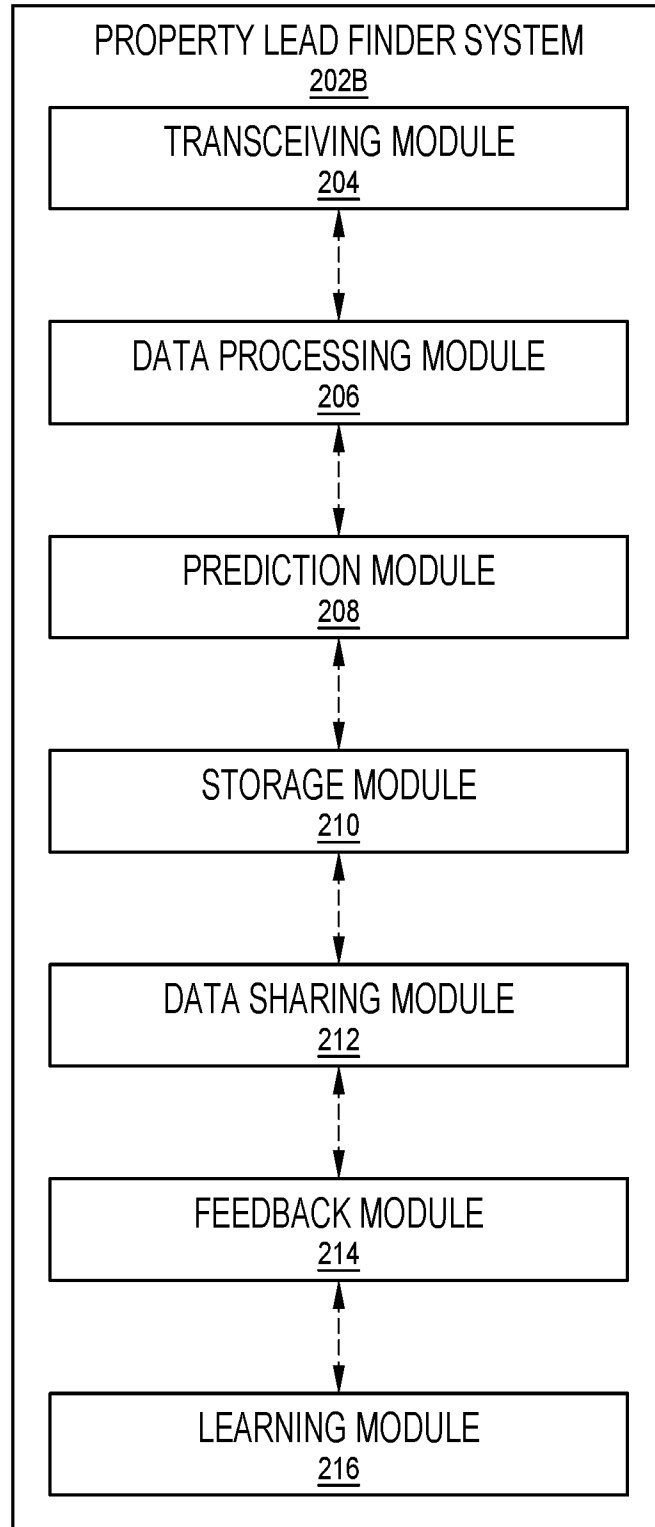 PROPERTY LEAD FINDER SYSTEM
202B
TRANSCEIVING MODULE
204
DATA PROCESSING MODULE
206
PREDICTION MODULE
208
STORAGE MODULE
210
DATA SHARING MODULE
212
FEEDBACK MODULE
214
LEARNING MODULE
216